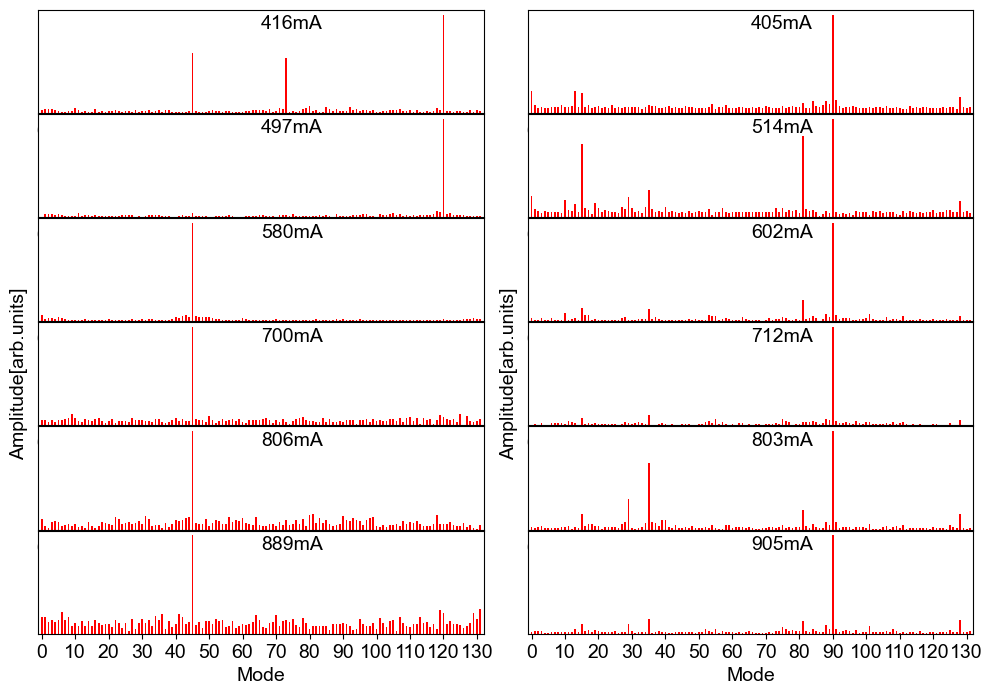 416mA
497mA
580mA
700mA
806mA
889mA
Amplitude[arb.units]
0 10 20 30 40 50 60 70 80 90 100 110 120 130
Mode
405mA
514mA
602mA
712mA
803mA
905mA
Amplitude[arb.units]
0 10 20 30 40 50 60 70 80 90 100 110 120 130
Mode